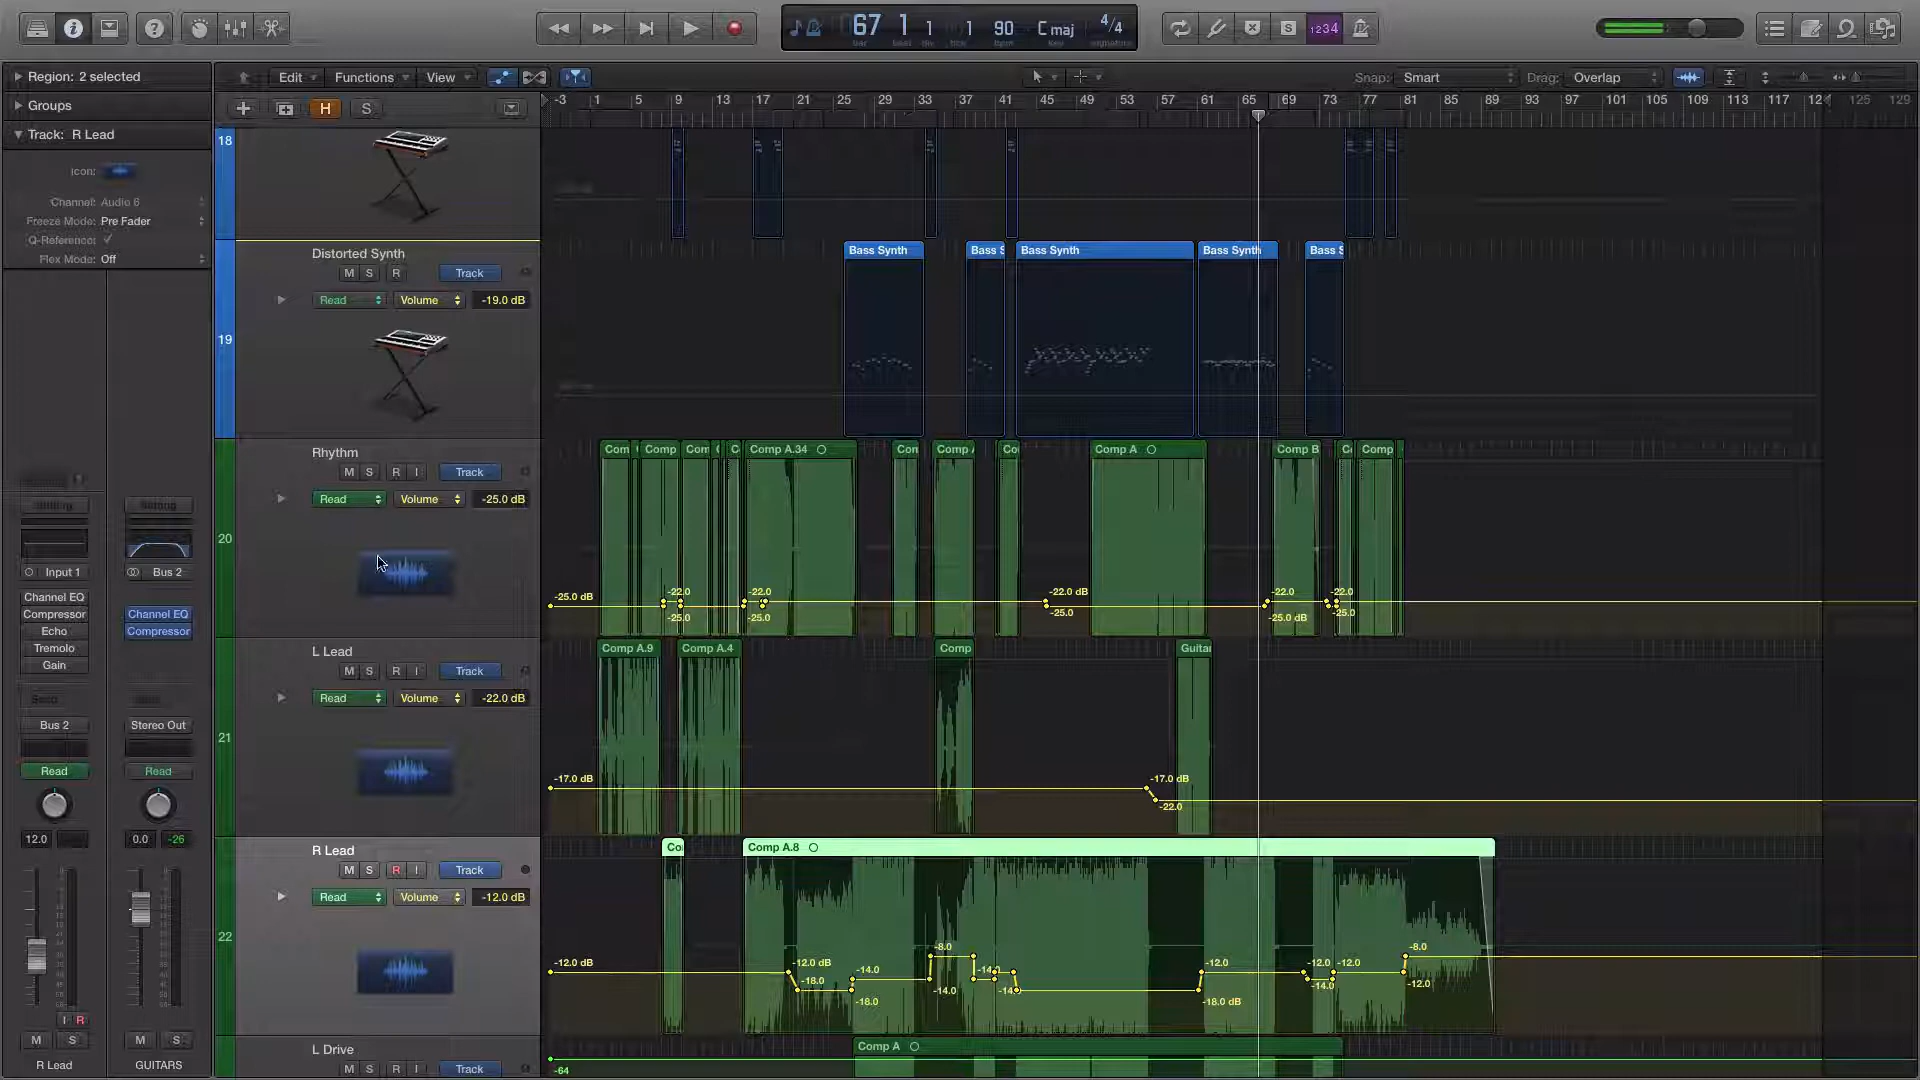 67 1 1 1 90 C maj 4/4
bar beat div tick bpm key signature
S 1234
Region: 2 selected
Edit Functions View
Snap: Smart Drag: Overlap
Groups
H S
-3 1 5 9 13 17 21 25 29 33 37 41 45 49 53 57 61 65 69 73 77 81 85 89 93 97 101 105 109 113 117 125 129
Track: R Lead
Icon:
Channel: Audio 6
Freeze Mode: Pre Fader
Q-Reference: ✓
Flex Mode: Off
18
Distorted Synth
M S R Track
Read Volume -19.0 dB
19
Bass Synth Bass S Bass Synth Bass Synth Bass S
Rhythm
M S R I Track
Read Volume -25.0 dB
20
Com Comp Com C Comp A.34 Con Comp A Co Comp A Comp B Co Comp
-25.0 dB -22.0 -22.0 -22.0 dB -22.0 -22.0
-25.0 -25.0 -25.0 -25.0 dB -25.0
L Lead
M S R I Track
Read Volume -22.0 dB
21
Comp A.9 Comp A.4 Comp Guitar
-17.0 dB -17.0 dB
-22.0
R Lead
M S R I Track
Read Volume -12.0 dB
22
Co Comp A.8
-12.0 dB -12.0 dB -14.0 -8.0 -14.0 -12.0 -12.0 -12.0 -8.0
-18.0 -18.0 -14.0 -14.0 -18.0 dB -14.0 -12.0
L Drive
M S R I Track
Comp A
-64
Input 1 Bus 2
Channel EQ
Compressor Channel EQ
Echo Compressor
Tremolo
Gain
Bus 2 Stereo Out
Read Read
12.0 0.0 -26
I R
M S M S
R Lead GUITARS